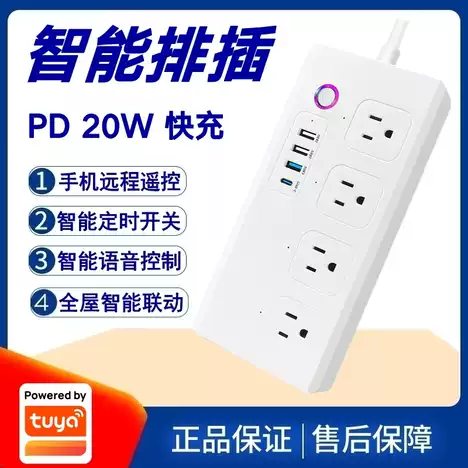 智能排插
PD 20W 快充
1 手机远程遥控
2 智能定时开关
3 智能语音控制
4 全屋智能联动
Powered by
tuya
正品保证 | 售后保障